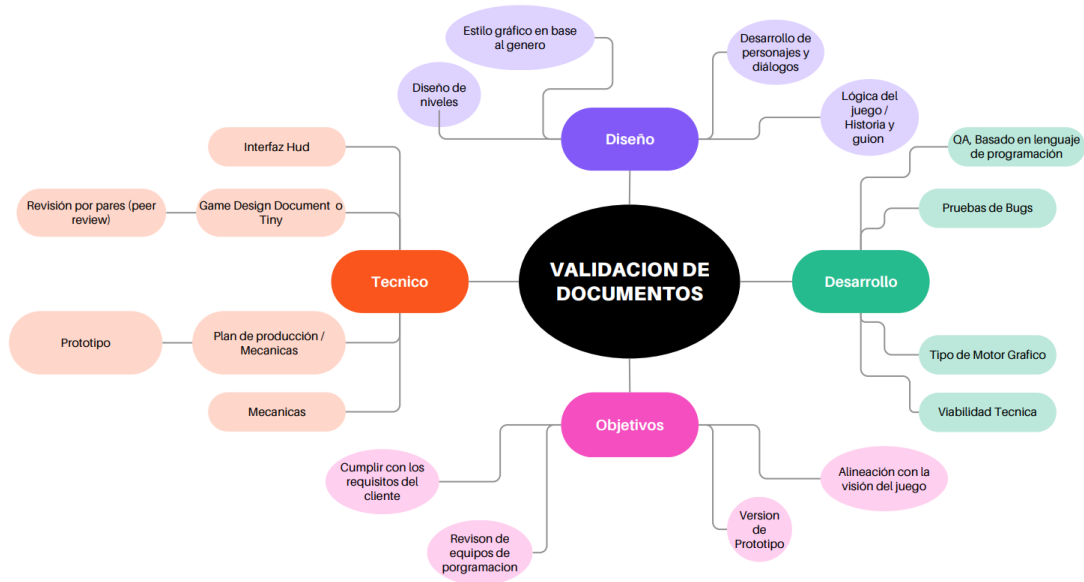 Estilo gráfico en base
al genero
Desarrollo de
personajes y
diálogos
Diseño de
niveles
Lógica del
juego /
Historia y
guion
Diseño
Interfaz Hud
QA, Basado en lenguaje
de programación
Revisión por pares (peer
review)
Game Design Document o
Tiny
Pruebas de Bugs
Tecnico
VALIDACION DE
DOCUMENTOS
Desarrollo
Prototipo
Plan de producción /
Mecanicas
Tipo de Motor Grafico
Mecanicas
Viabilidad Tecnica
Objetivos
Cumplir con los
requisitos del
cliente
Alineación con la
visión del juego
Revison de
equipos de
porgramacion
Version
de
Prototipo